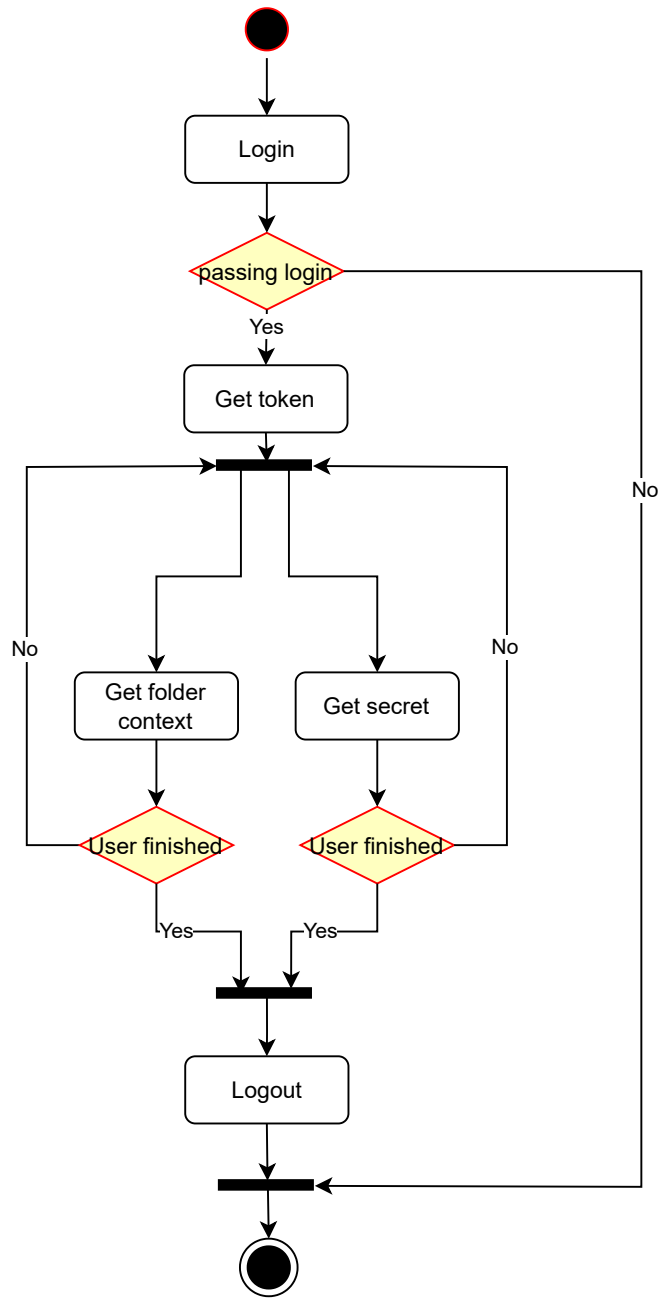 Login
passing login
Yes
Get token
No
No
No
Get folder
context
Get secret
User finished
User finished
Yes
Yes
Logout